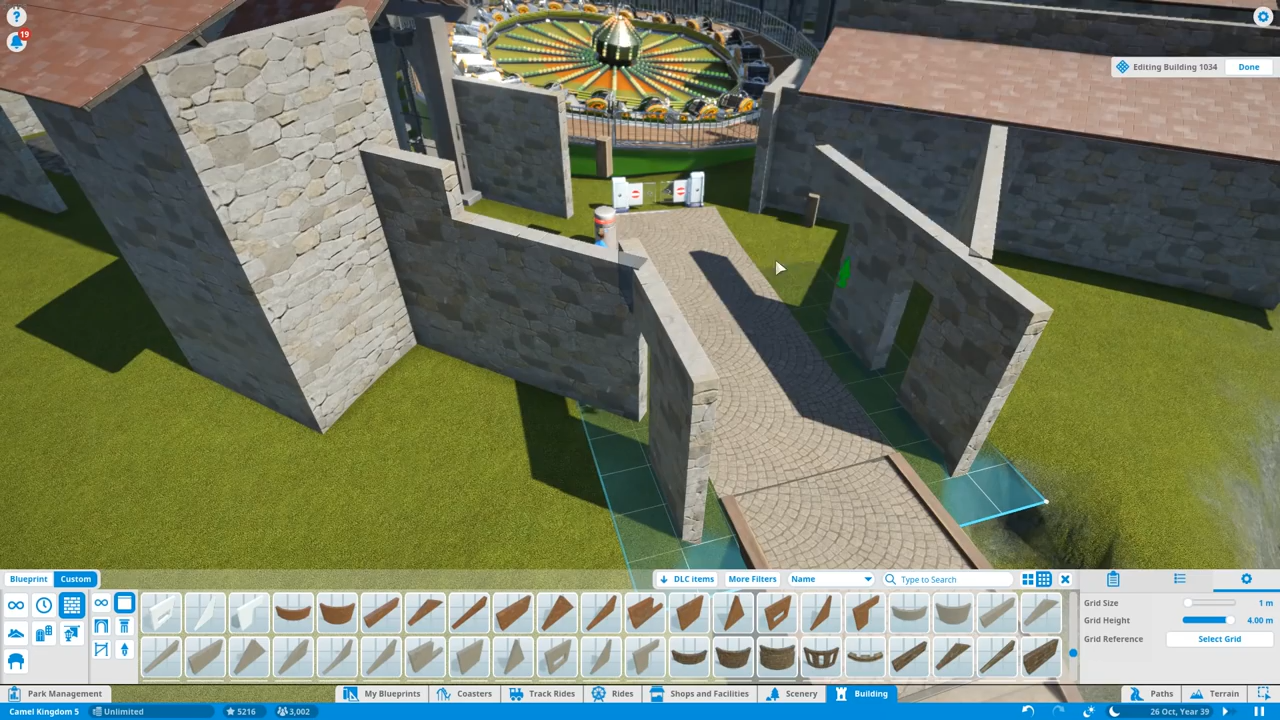 ?
19
Editing Building 1034
Done
Blueprint
Custom
DLC items
More Filters
Name
Type to Search
Grid Size
1 m
Grid Height
4.00 m
Grid Reference
Select Grid
Park Management
My Blueprints
Coasters
Track Rides
Rides
Shops and Facilities
Scenery
Building
Paths
Terrain
Camel Kingdom 5
Unlimited
5216
3,002
26 Oct, Year 39